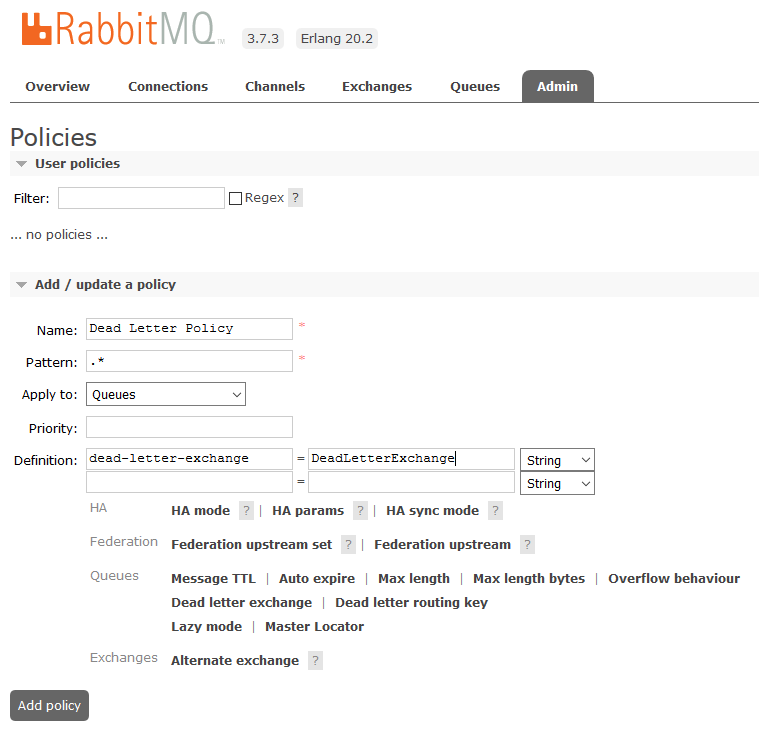 RabbitMQ™ 3.7.3 Erlang 20.2
Overview Connections Channels Exchanges Queues Admin
Policies
User policies
Filter: Regex ?
... no policies ...
Add / update a policy
Name: Dead Letter Policy *
Pattern: .* *
Apply to: Queues
Priority:
Definition: dead-letter-exchange = DeadLetterExchange String
= String
HA HA mode ? | HA params ? | HA sync mode ?
Federation Federation upstream set ? | Federation upstream ?
Queues Message TTL | Auto expire | Max length | Max length bytes | Overflow behaviour
Dead letter exchange | Dead letter routing key
Lazy mode | Master Locator
Exchanges Alternate exchange ?
Add policy